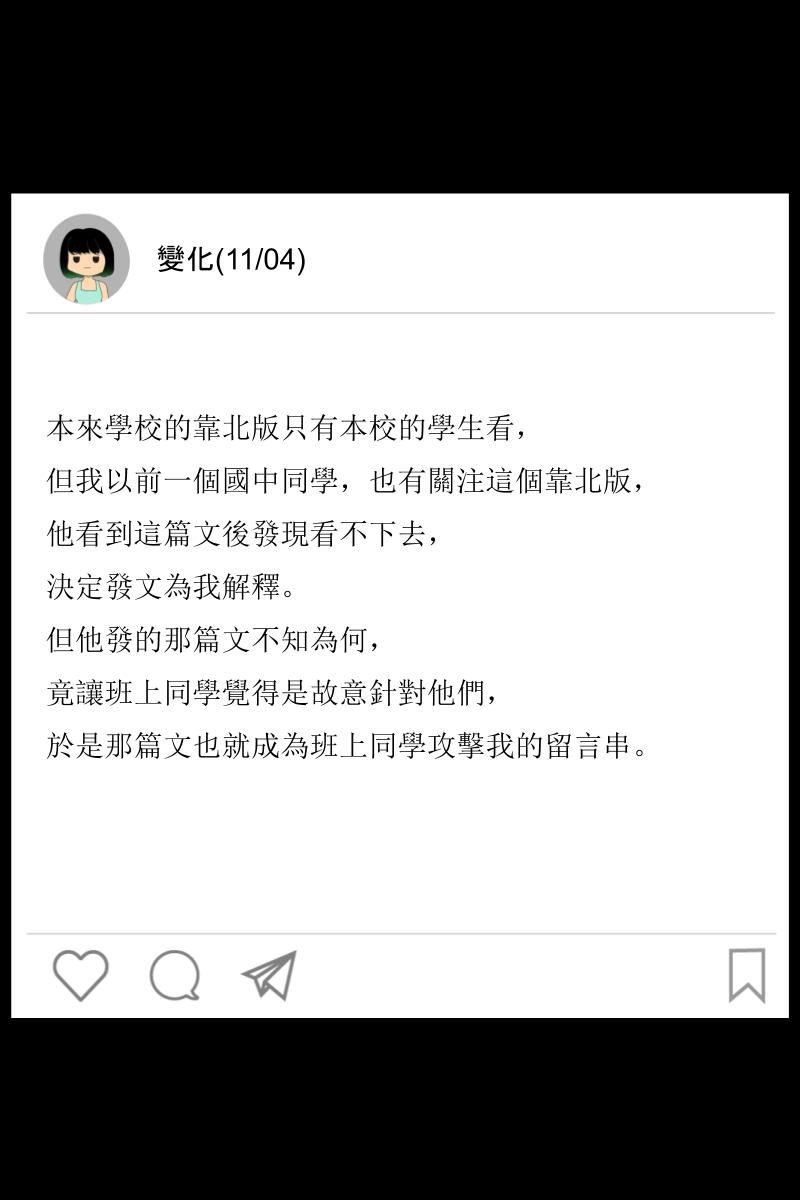 變化(11/04)
本來學校的靠北版只有本校的學生看，
但我以前一個國中同學，也有關注這個靠北版，
他看到這篇文後發現看不下去，
決定發文為我解釋。
但他發的那篇文不知為何，
竟讓班上同學覺得是故意針對他們，
於是那篇文也就成為班上同學攻擊我的留言串。